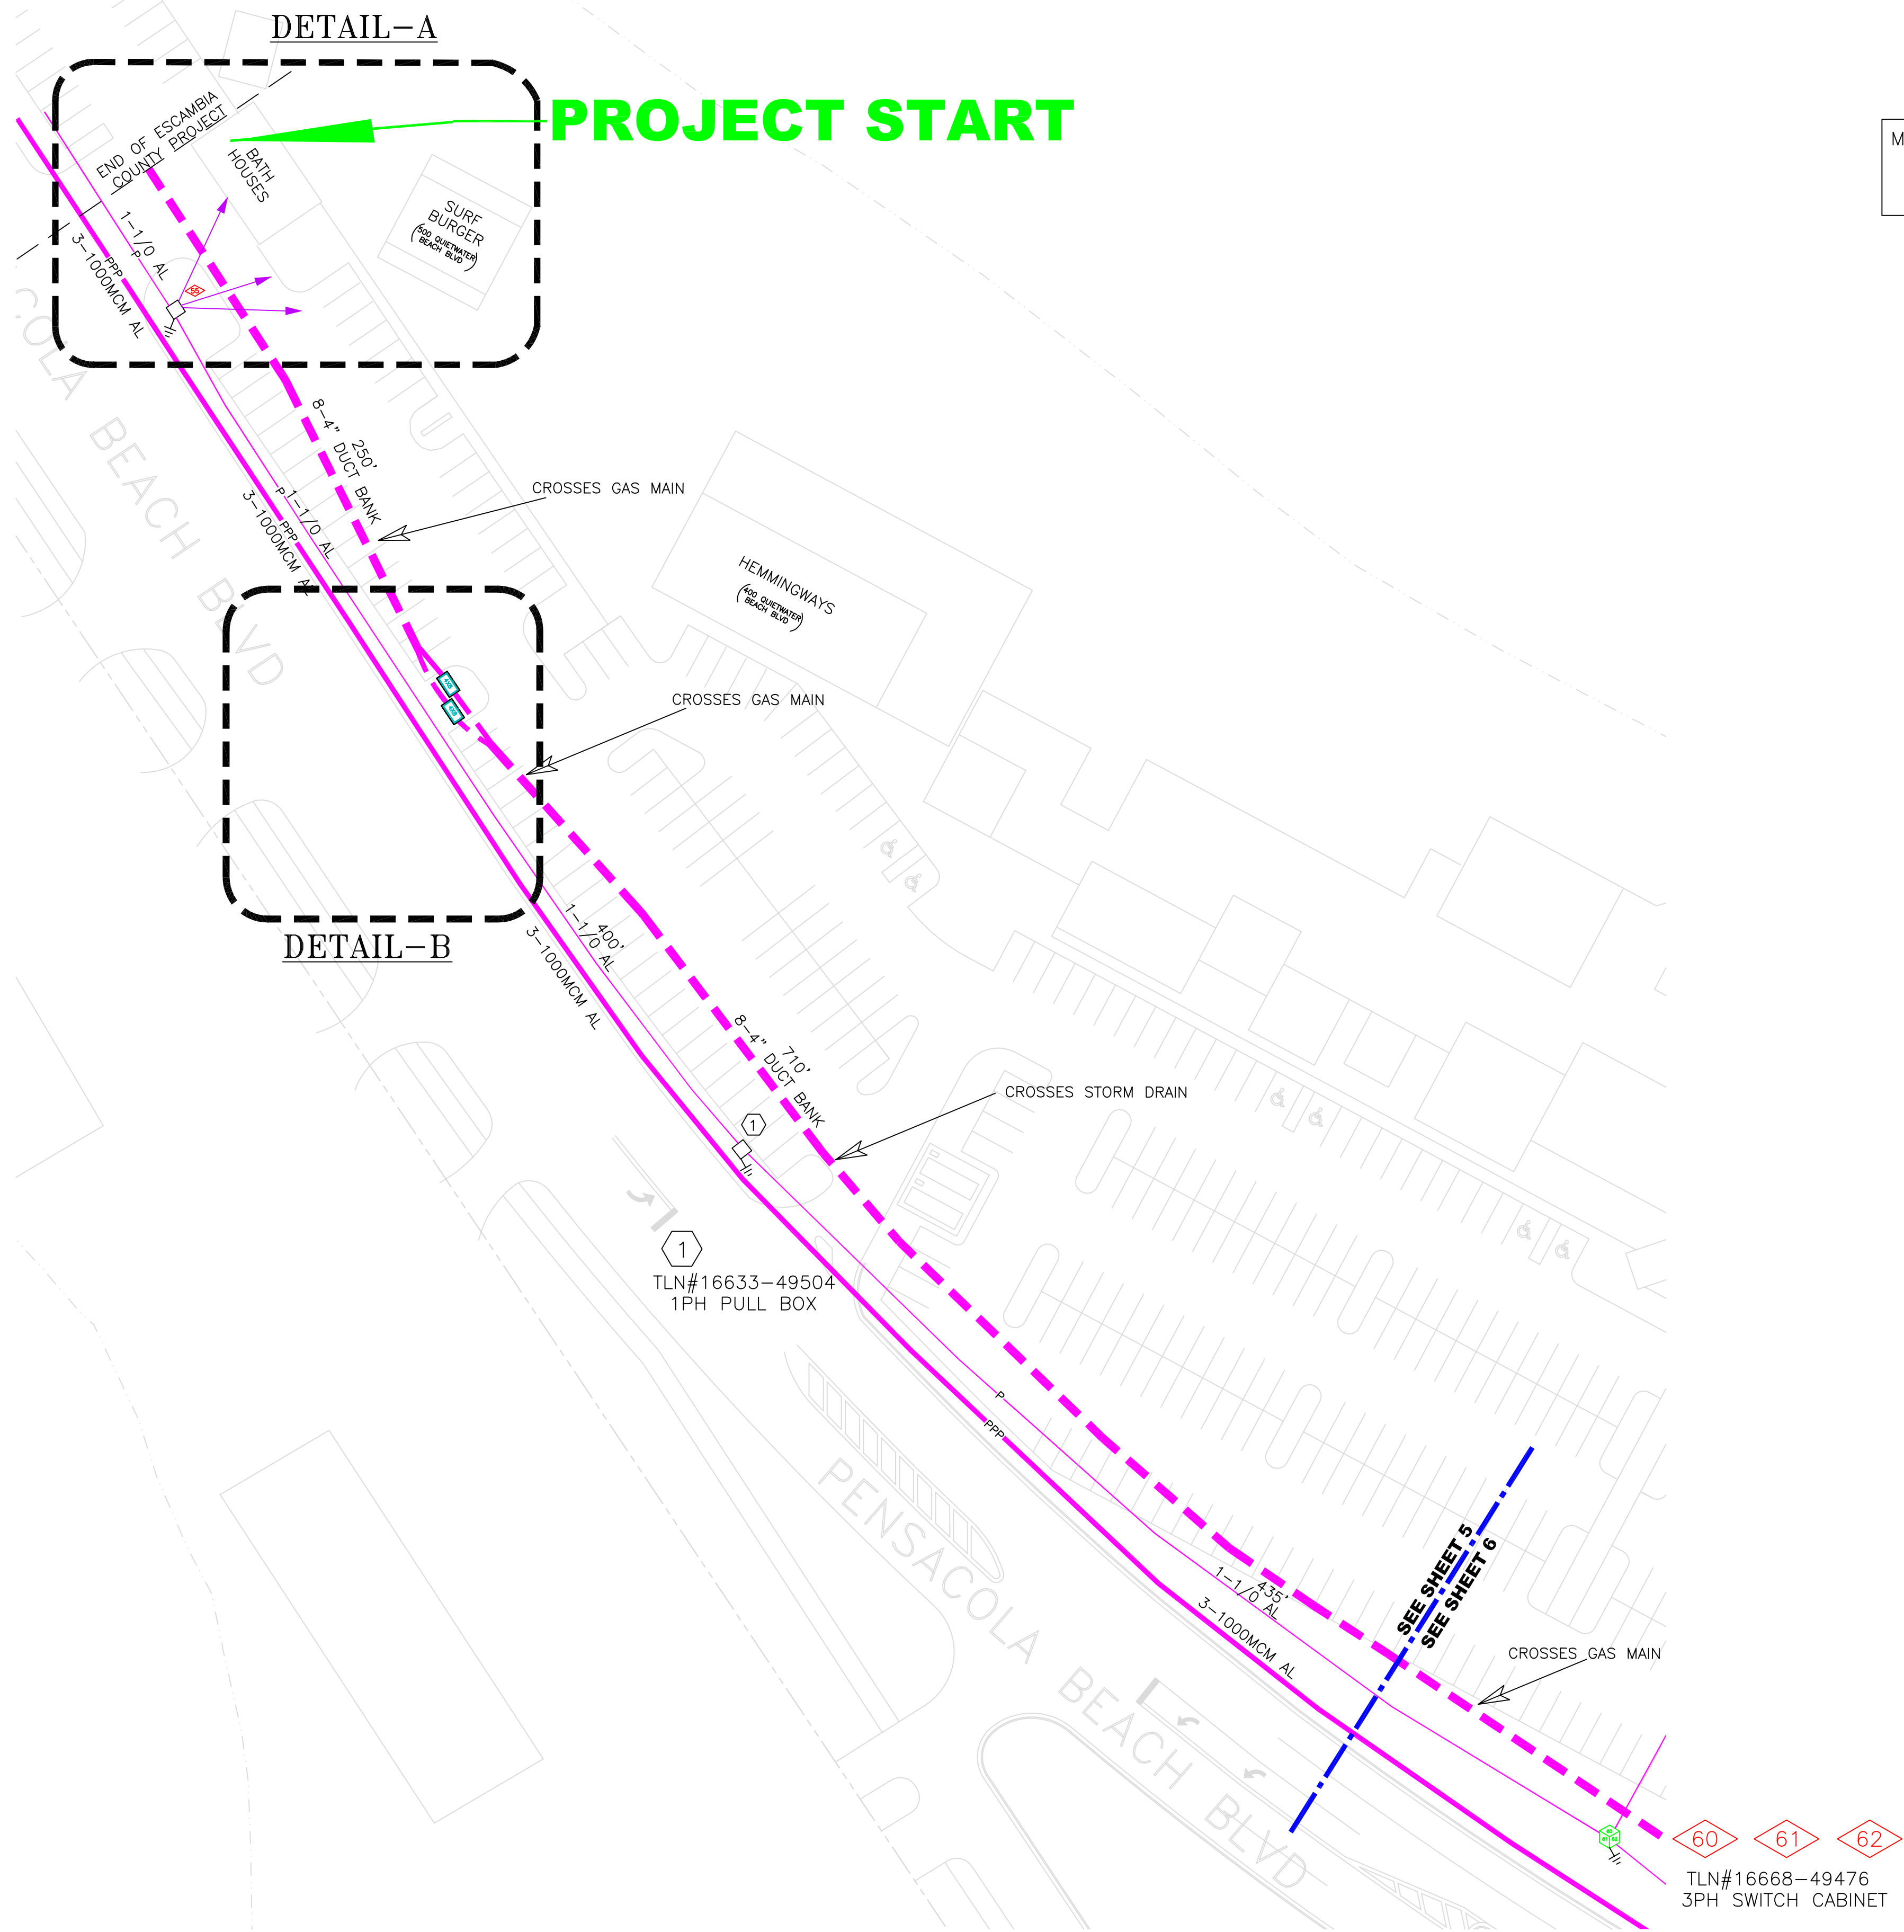 DETAIL-A
PROJECT START
M
END OF ESCAMBIA
COUNTY PROJECT
BATH
HOUSES
SURF
BURGER
(500 QUIETWATER
BEACH BLVD)
1-1/0 AL
P
PPP
3-1000MCM AL
COLA BEACH BLVD
250'
8-4" DUCT BANK
CROSSES GAS MAIN
P
1-1/0 AL
PPP
3-1000MCM AL
HEMMINGWAYS
(400 QUIETWATER
BEACH BLVD)
CROSSES GAS MAIN
DETAIL-B
400'
1-1/0 AL
3-1000MCM AL
710'
8-4" DUCT BANK
CROSSES STORM DRAIN
1
1
TLN#16633-49504
1PH PULL BOX
P
PPP
PENSACOLA BEACH BLVD
SEE SHEET 5
SEE SHEET 6
435'
1-1/0 AL
3-1000MCM AL
CROSSES GAS MAIN
60 61 62
TLN#16668-49476
3PH SWITCH CABINET